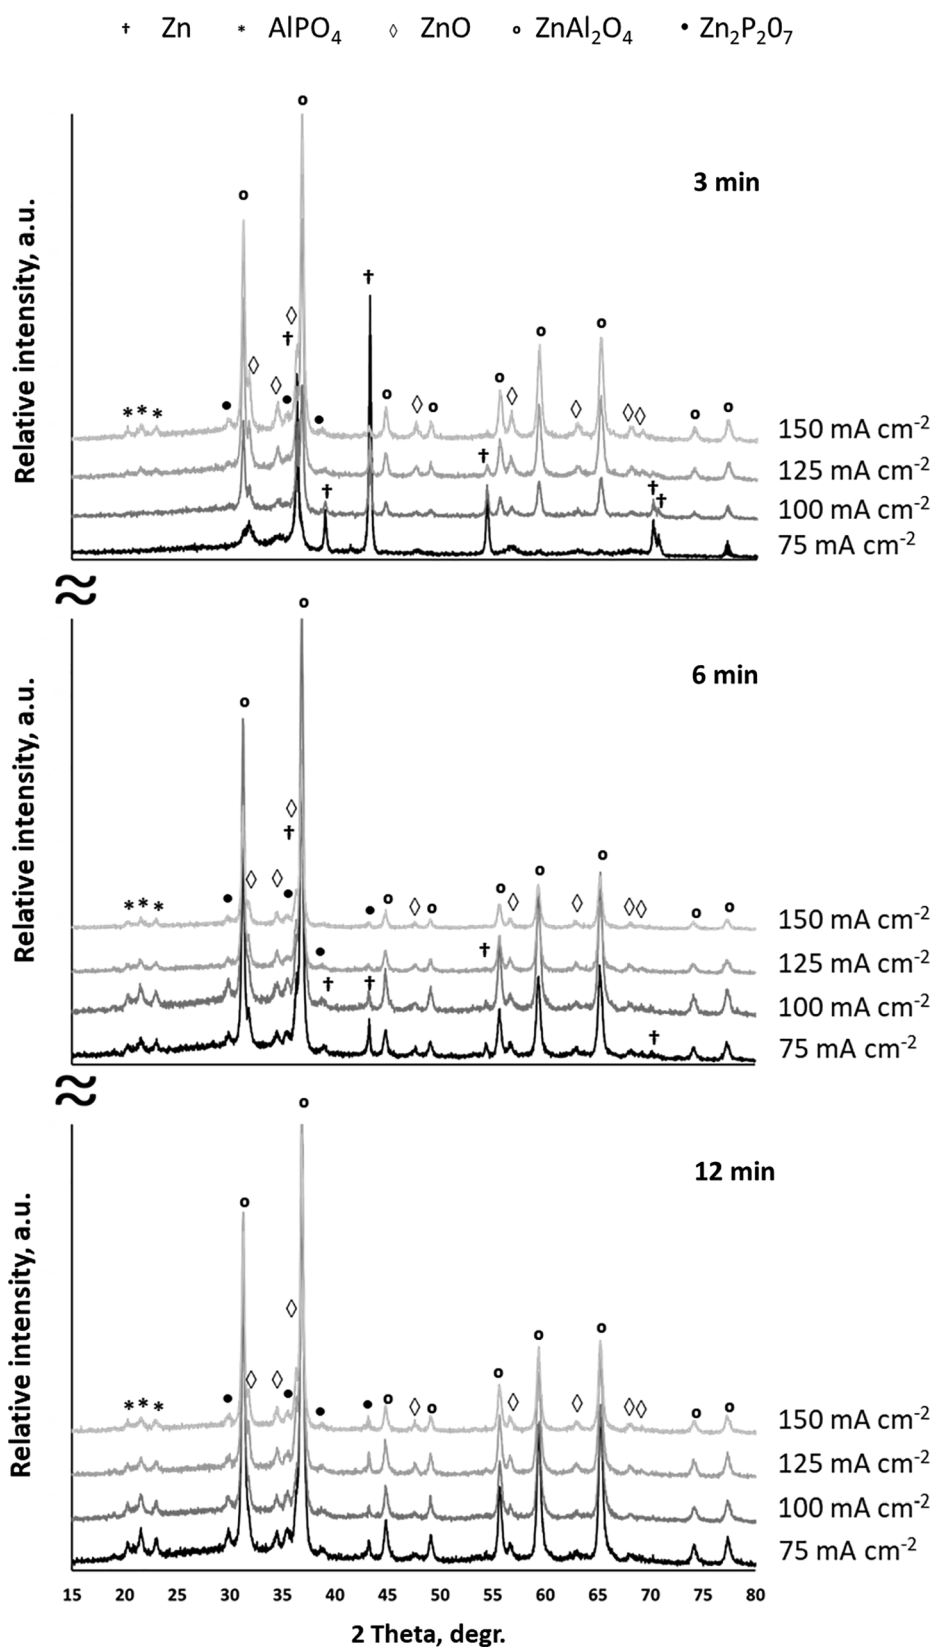 † Zn * AlPO₄ ◊ ZnO o ZnAl₂O₄ • Zn₂P₂0₇
3 min
Relative intensity, a.u.
150 mA cm⁻²
125 mA cm⁻²
100 mA cm⁻²
75 mA cm⁻²
6 min
Relative intensity, a.u.
150 mA cm⁻²
125 mA cm⁻²
100 mA cm⁻²
75 mA cm⁻²
12 min
Relative intensity, a.u.
150 mA cm⁻²
125 mA cm⁻²
100 mA cm⁻²
75 mA cm⁻²
15 20 25 30 35 40 45 50 55 60 65 70 75 80
2 Theta, degr.